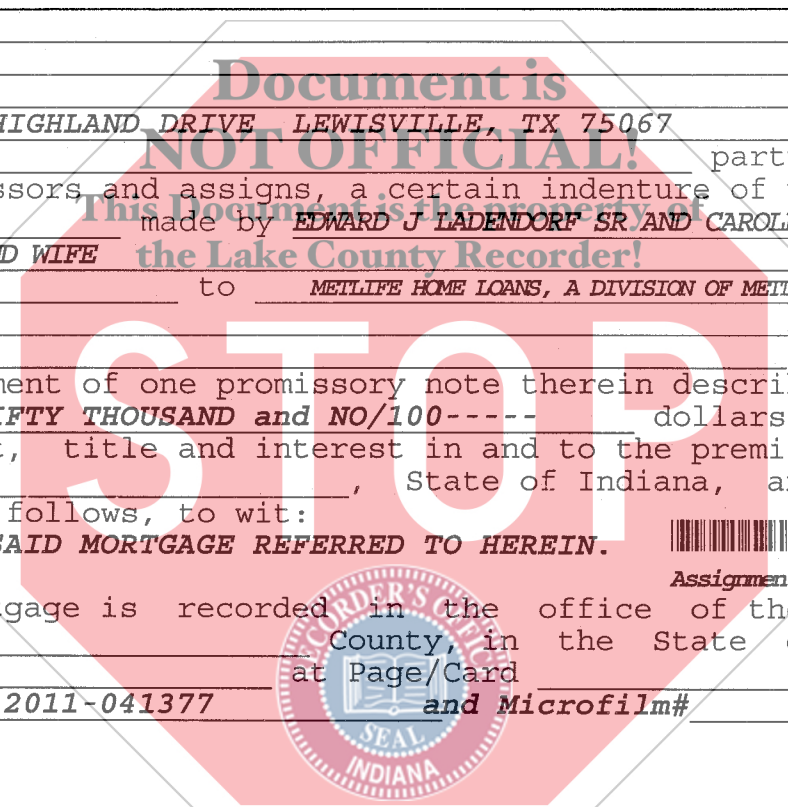 Document is
HIGHLAND DRIVE LEWISVILLE, TX 75067
NOT OFFICIAL!
part
ssors and assigns, a certain indenture of
This Document is the property of
made by EDWARD J LADENDORF SR AND CAROL
D WIFE
the Lake County Recorder!
to METLIFE HOME LOANS, A DIVISION OF METL
STOP
ment of one promissory note therein descri
IFTY THOUSAND and NO/100-----
dollars
t, title and interest in and to the premi
, State of Indiana, a
follows, to wit:
SAID MORTGAGE REFERRED TO HEREIN.
Assignmen
gage is recorded in the office of the
County, in the State
at Page/Card
2011-041377 and Microfilm#
RECORDER'S OFFICE
SEAL
INDIANA